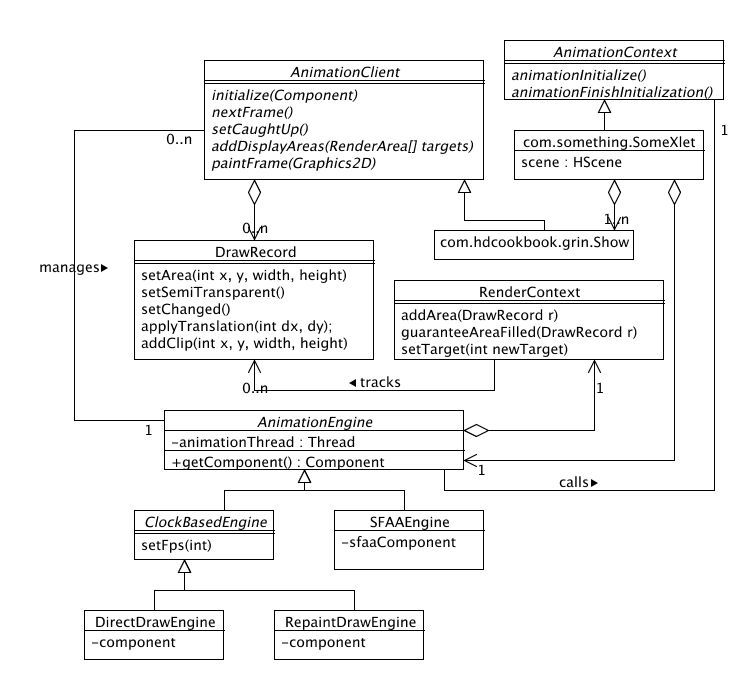 AnimationContext
animationInitialize()
animationFinishInitialization()
AnimationClient
initialize(Component)
nextFrame()
setCaughtUp()
addDisplayAreas(RenderArea[] targets)
paintFrame(Graphics2D)
0..n
1
com.something.SomeXlet
scene : HScene
0..n
1..n
com.hdcookbook.grin.Show
DrawRecord
setArea(int x, y, width, height)
setSemiTransparent()
setChanged()
applyTranslation(int dx, dy);
addClip(int x, y, width, height)
manages▶
RenderContext
addArea(DrawRecord r)
guaranteeAreaFilled(DrawRecord r)
setTarget(int newTarget)
◀ tracks
0..n
1
AnimationEngine
-animationThread : Thread
+getComponent() : Component
1
1
calls▶
ClockBasedEngine
setFps(int)
SFAAEngine
-sfaaComponent
DirectDrawEngine
-component
RepaintDrawEngine
-component